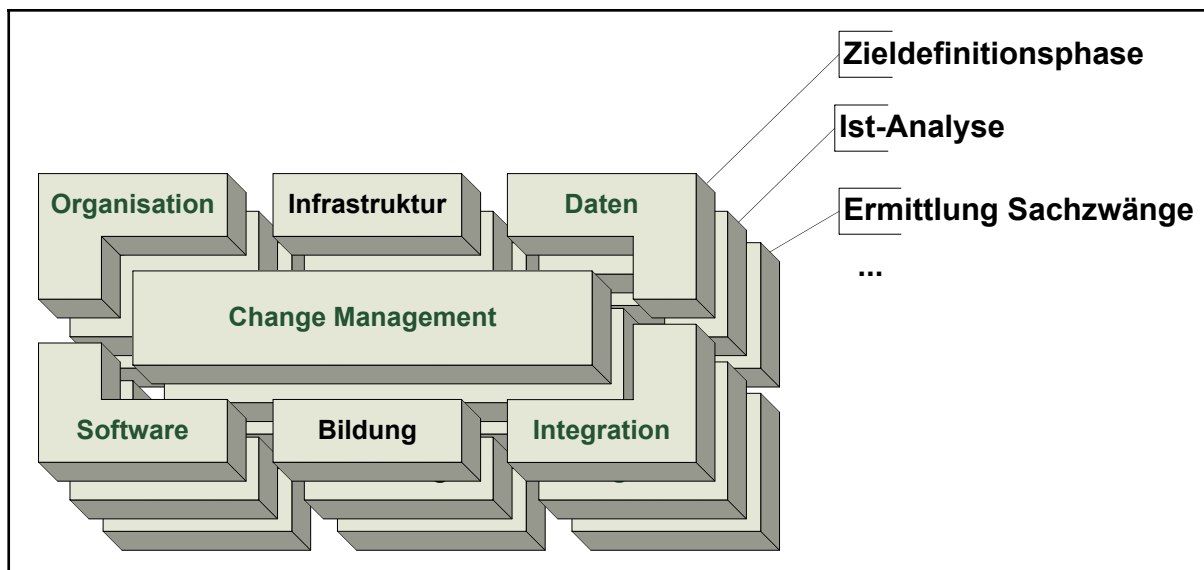 Zieldefinitionsphase
Ist-Analyse
Ermittlung Sachzwänge
...
Organisation
Infrastruktur
Daten
Change Management
Software
Bildung
Integration